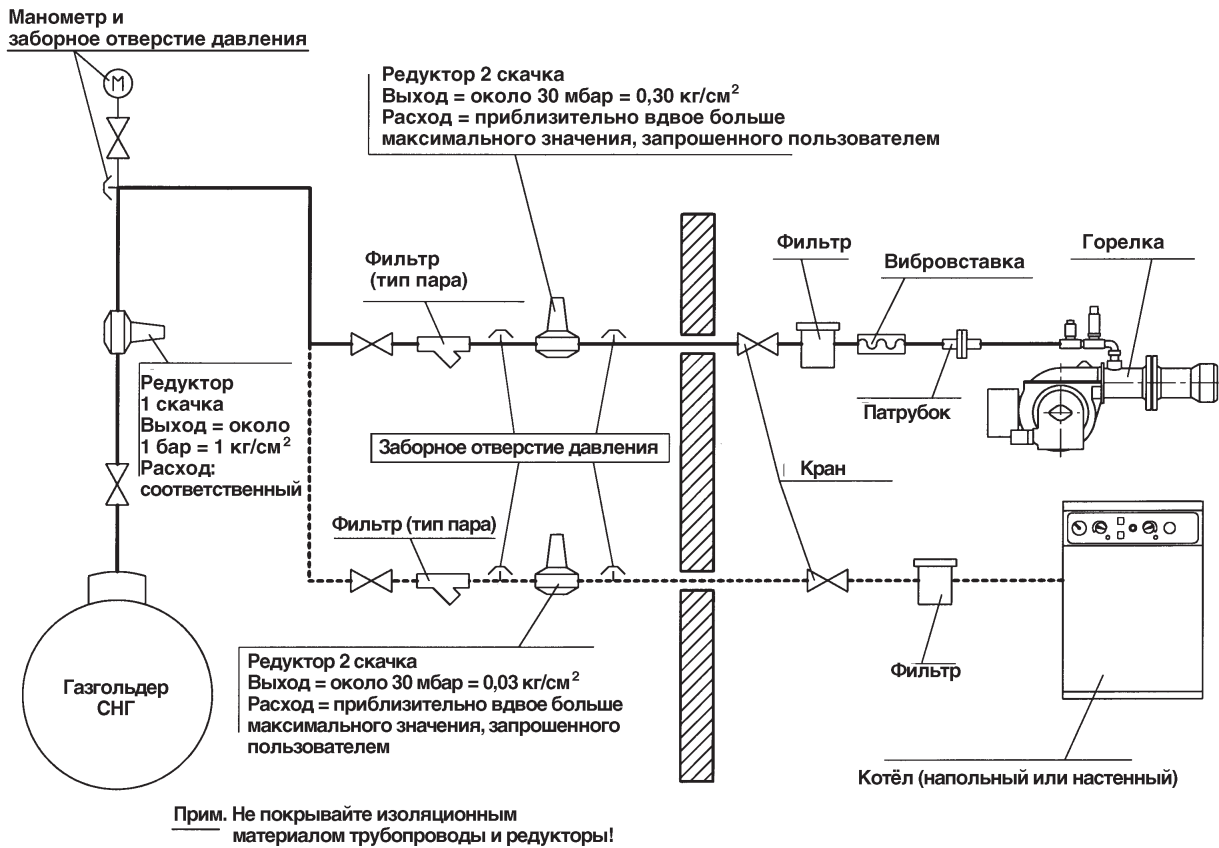 Манометр и
заборное отверстие давления
М
Редуктор 2 скачка
Выход = около 30 мбар = 0,30 кг/см²
Расход = приблизительно вдвое больше
максимального значения, запрошенного пользователем
Фильтр
(тип пара)
Фильтр
Вибровставка
Горелка
Редуктор
1 скачка
Выход = около
1 бар = 1 кг/см²
Расход:
соответственный
Патрубок
Заборное отверстие давления
Кран
Фильтр (тип пара)
Редуктор 2 скачка
Выход = около 30 мбар = 0,03 кг/см²
Расход = приблизительно вдвое больше
максимального значения, запрошенного
пользователем
Фильтр
Газгольдер
СНГ
Котёл (напольный или настенный)
Прим. Не покрывайте изоляционным
материалом трубопроводы и редукторы!